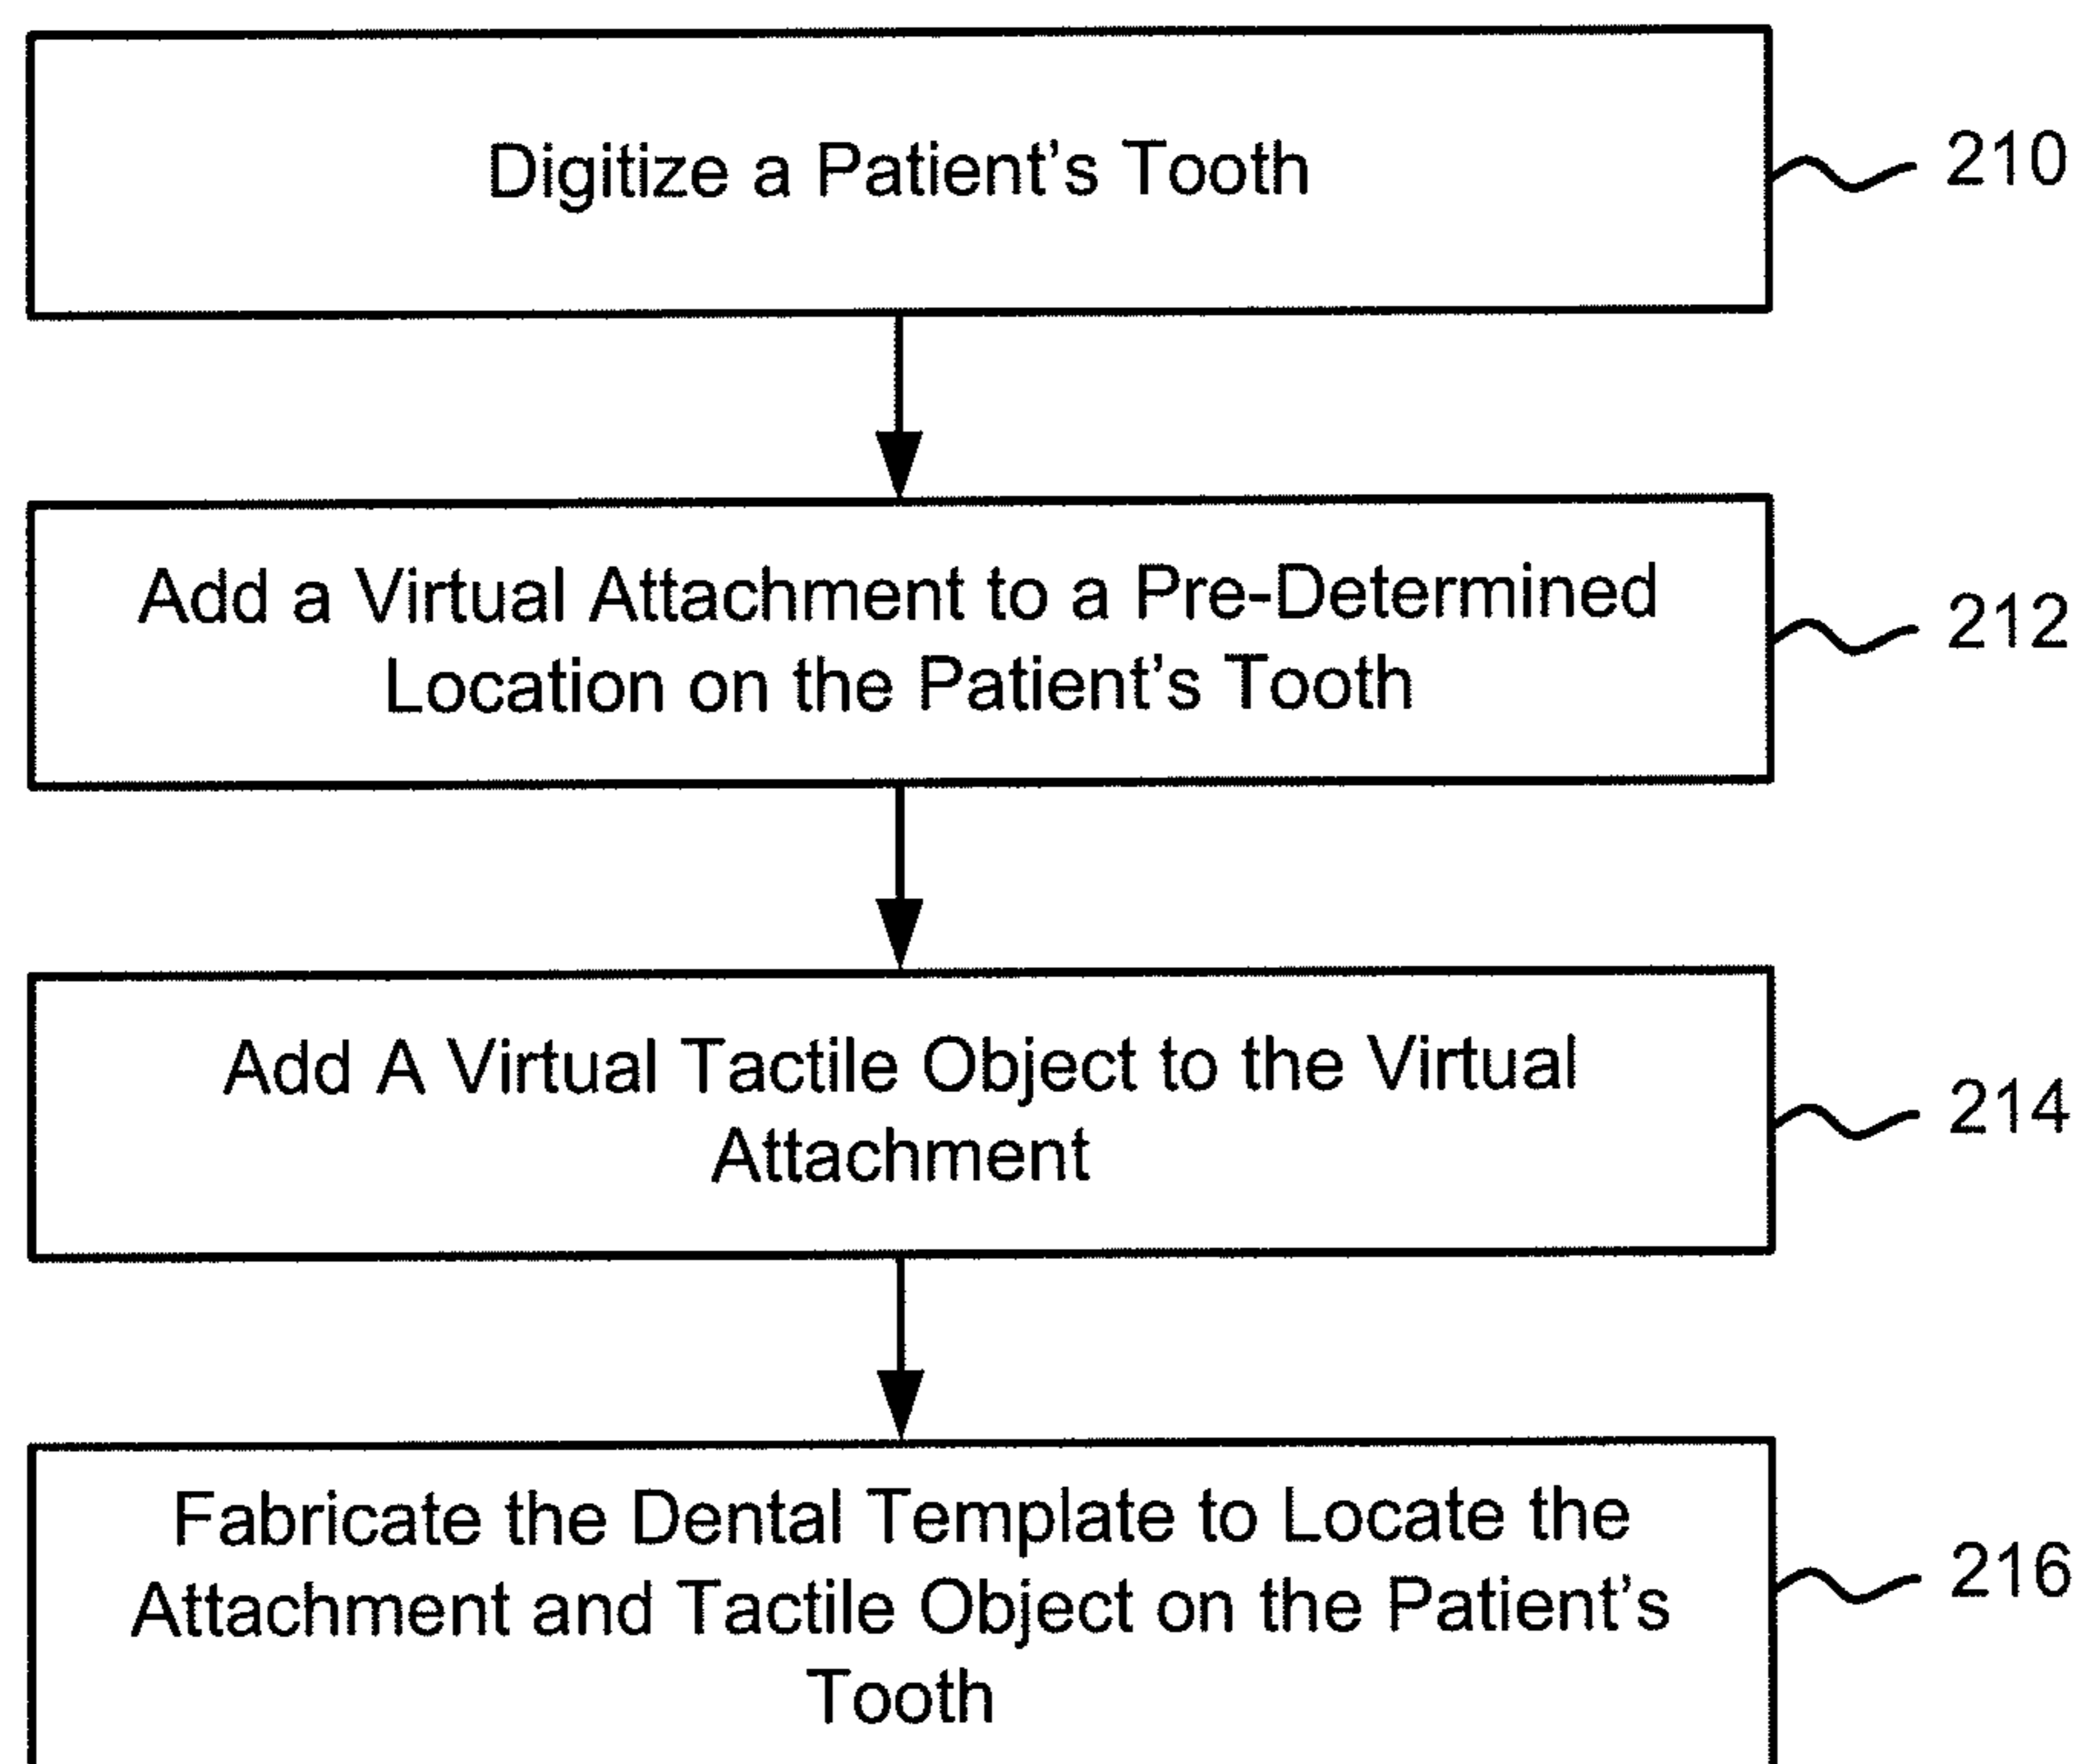 Digitize a Patient's Tooth
210
Add a Virtual Attachment to a Pre-Determined
Location on the Patient's Tooth
212
Add A Virtual Tactile Object to the Virtual
Attachment
214
Fabricate the Dental Template to Locate the
Attachment and Tactile Object on the Patient's
Tooth
216